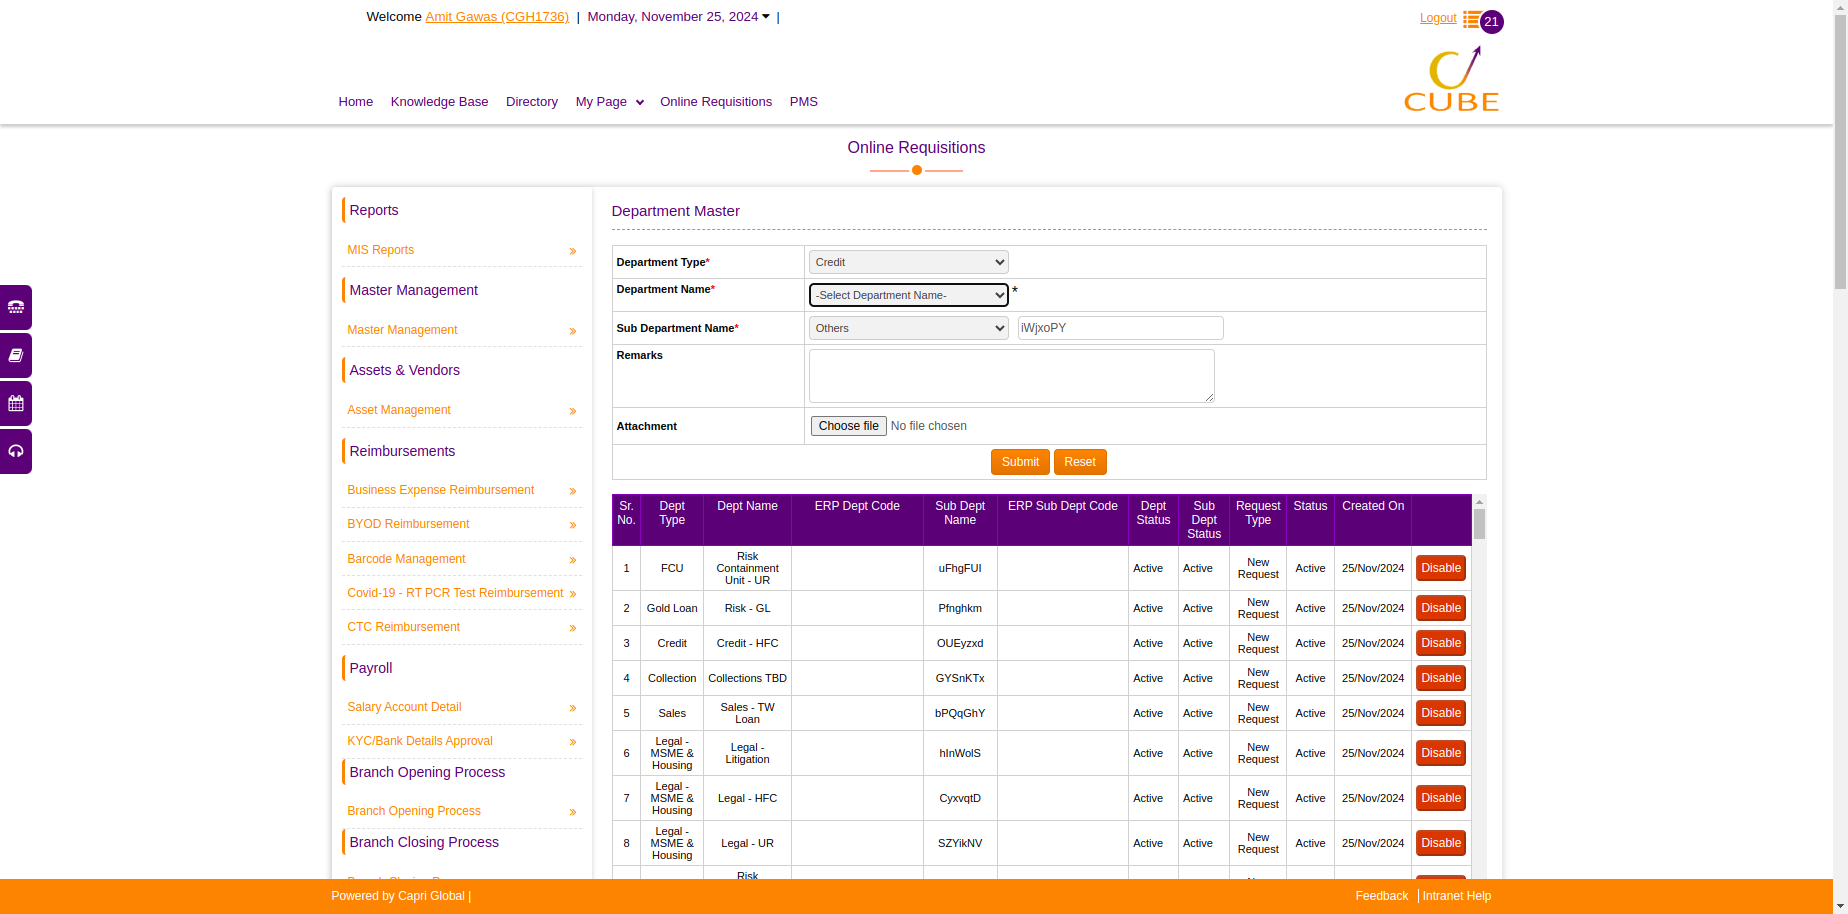 Welcome Amit Gawas (CGH1736) | Monday, November 25, 2024 |
Logout 21
CUBE
Home Knowledge Base Directory My Page Online Requisitions PMS
Online Requisitions
Reports
MIS Reports
Master Management
Master Management
Assets & Vendors
Asset Management
Reimbursements
Business Expense Reimbursement
BYOD Reimbursement
Barcode Management
Covid-19 - RT PCR Test Reimbursement
CTC Reimbursement
Payroll
Salary Account Detail
KYC/Bank Details Approval
Branch Opening Process
Branch Opening Process
Branch Closing Process
Department Master
Department Type* Credit
Department Name* -Select Department Name- *
Sub Department Name* Others iWjxoPY
Remarks
Attachment Choose file No file chosen
Submit Reset
Sr. No. Dept Type Dept Name ERP Dept Code Sub Dept Name ERP Sub Dept Code Dept Status Sub Dept Status Request Type Status Created On
1 FCU Risk Containment Unit - UR uFhgFUI Active Active New Request Active 25/Nov/2024 Disable
2 Gold Loan Risk - GL Pfnghkm Active Active New Request Active 25/Nov/2024 Disable
3 Credit Credit - HFC OUEyzxd Active Active New Request Active 25/Nov/2024 Disable
4 Collection Collections TBD GYSnKTx Active Active New Request Active 25/Nov/2024 Disable
5 Sales Sales - TW Loan bPQqGhY Active Active New Request Active 25/Nov/2024 Disable
6 Legal - MSME & Housing Legal - Litigation hInWolS Active Active New Request Active 25/Nov/2024 Disable
7 Legal - MSME & Housing Legal - HFC CyxvqtD Active Active New Request Active 25/Nov/2024 Disable
8 Legal - MSME & Housing Legal - UR SZYikNV Active Active New Request Active 25/Nov/2024 Disable
Risk
Powered by Capri Global | Feedback | Intranet Help